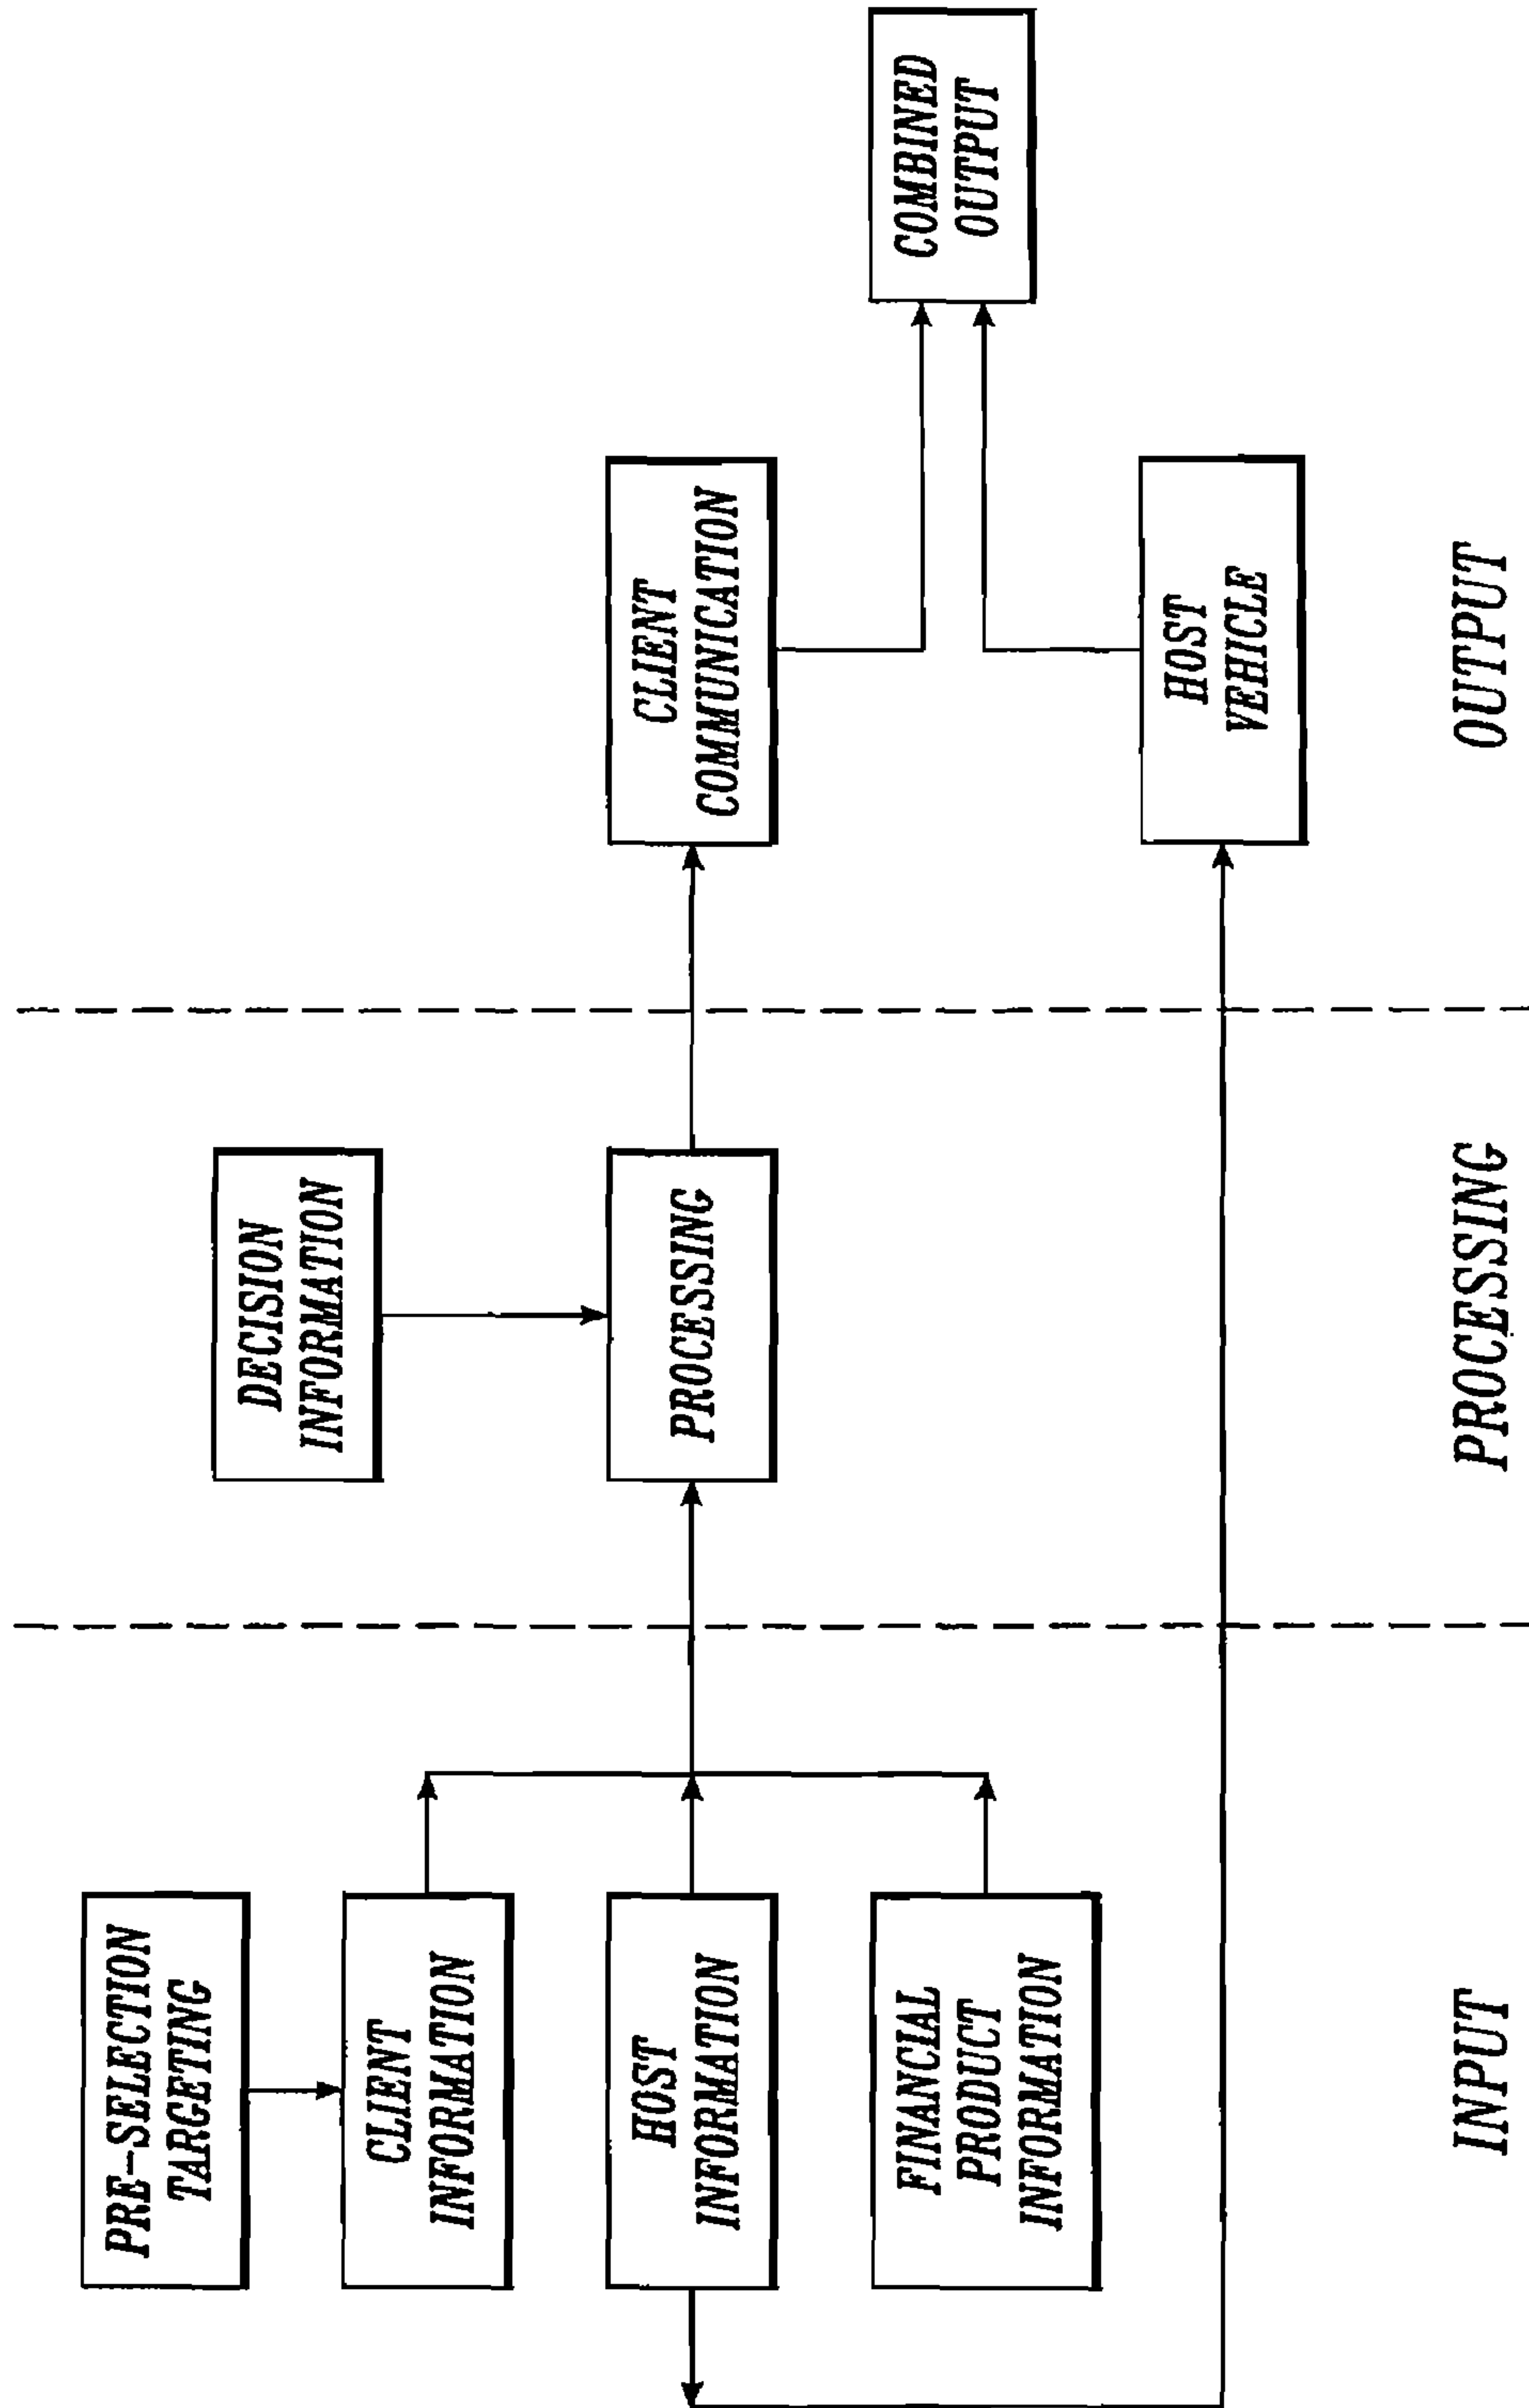 PRE-SELECTION
TARGETING
CLIENT
INFORMATION
HOST
INFORMATION
FINANCIAL
PRODUCT
INFORMATION
INPUT
DECISION
INFORMATION
PROCESSING
PROCESSING
CLIENT
COMMUNICATION
HOST
VEHICLE
COMBINED
OUTPUT
OUTPUT